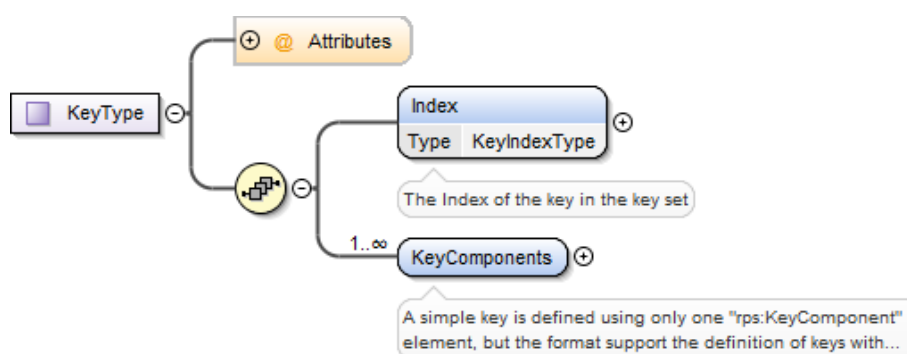 @ Attributes
KeyType
Index
Type KeyIndexType
The Index of the key in the key set
1..∞
KeyComponents
A simple key is defined using only one "rps:KeyComponent"
element, but the format support the definition of keys with...